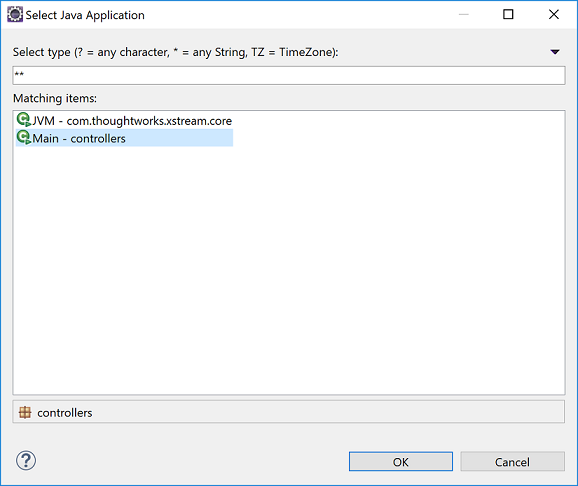 Select Java Application
Select type (? = any character, * = any String, TZ = TimeZone):
**
Matching items:
JVM - com.thoughtworks.xstream.core
Main - controllers
controllers
?
OK
Cancel